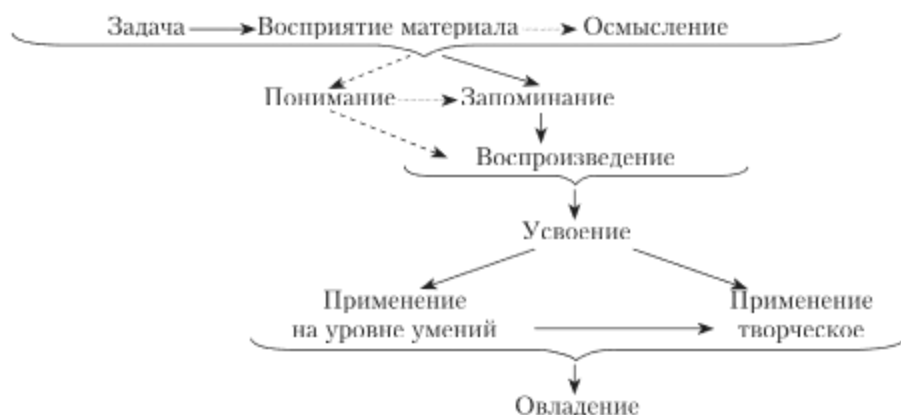 Задача Восприятие материала Осмысление
Понимание Запоминание
Воспроизведение
Усвоение
Применение Применение
на уровне умений творческое
Овладение